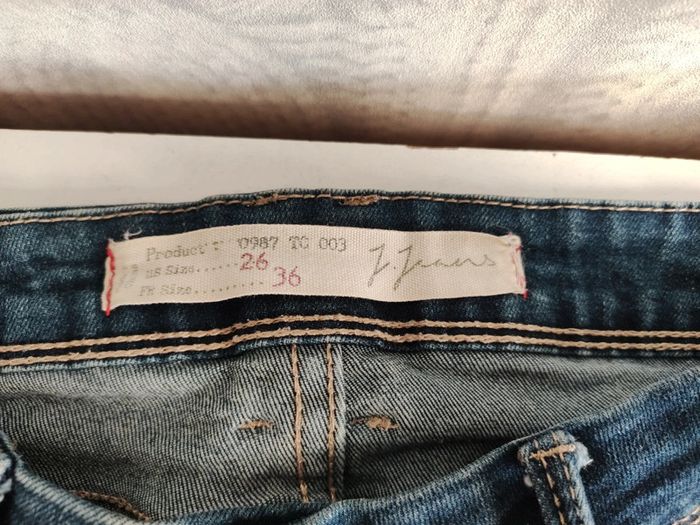 Product': 0987 TC 003
US Size.....26
FR Size.........36
J.Jeans